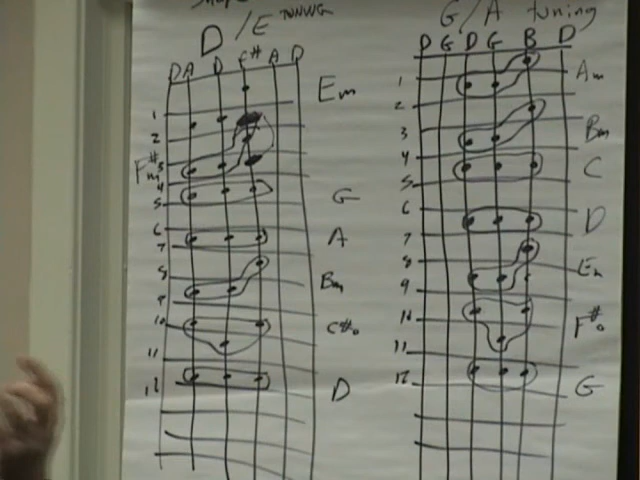 D/E TUNING
D A D F# A D
Em
1
2
F#m 3
4
5 G
6
7 A
8
9 Bm
10 C#o
11
12 D
G/A tuning
D G D G B D
1 Am
2
3 Bm
4 C
5
6 D
7
8 Em
9
10 F#o
11
12 G